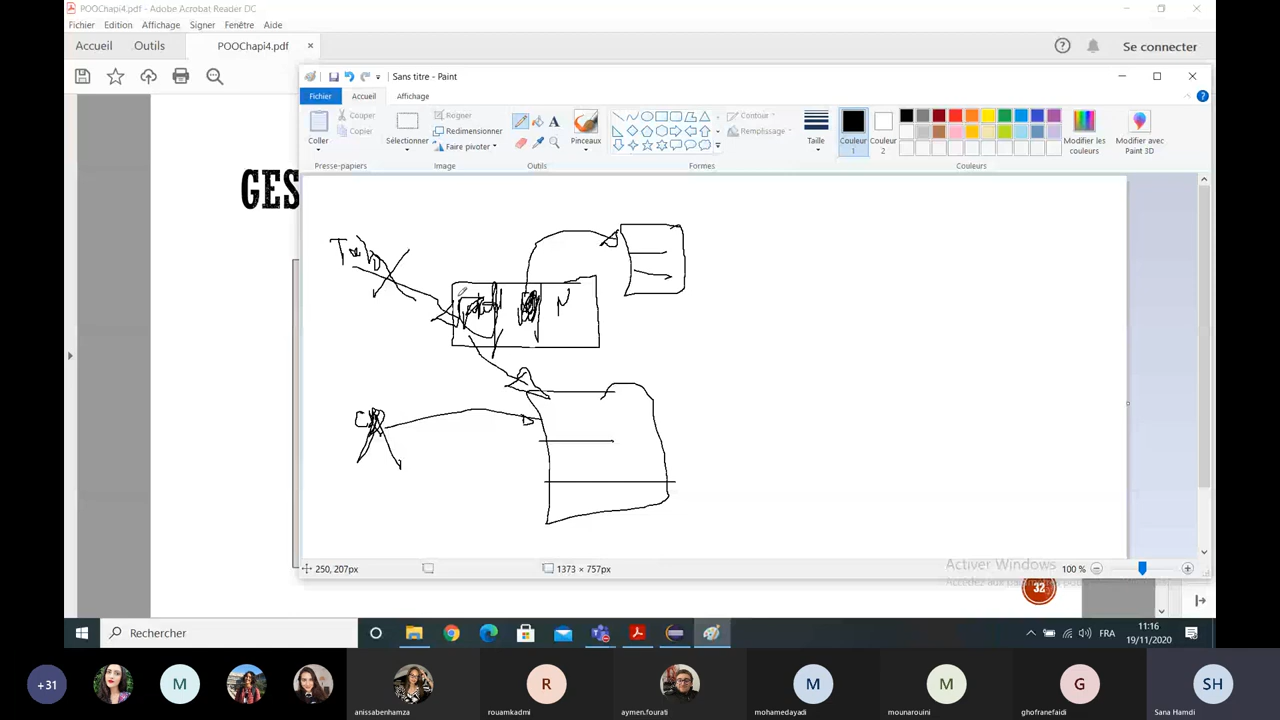 POOChapi4.pdf - Adobe Acrobat Reader DC
Fichier Edition Affichage Signer Fenêtre Aide
Accueil Outils POOChapi4.pdf × Se connecter
Sans titre - Paint
Fichier Accueil Affichage
Coller
Couper
Copier
Presse-papiers
Sélectionner
Rogner
Redimensionner
Faire pivoter
Image
Outils
Pinceaux
Formes
Contour
Remplissage
Taille
Couleur 1
Couleur 2
Couleurs
Modifier les couleurs
Modifier avec Paint 3D
GES
N
250, 207px
1373 × 757px
100 %
Activer Windows
32
Rechercher
FRA
11:16
19/11/2020
+31
M
R
M
M
G
SH
anissabenhamza
rouamkadmi
aymen.fourati
mohamedayadi
mounarouini
ghofranefaidi
Sana Hamdi